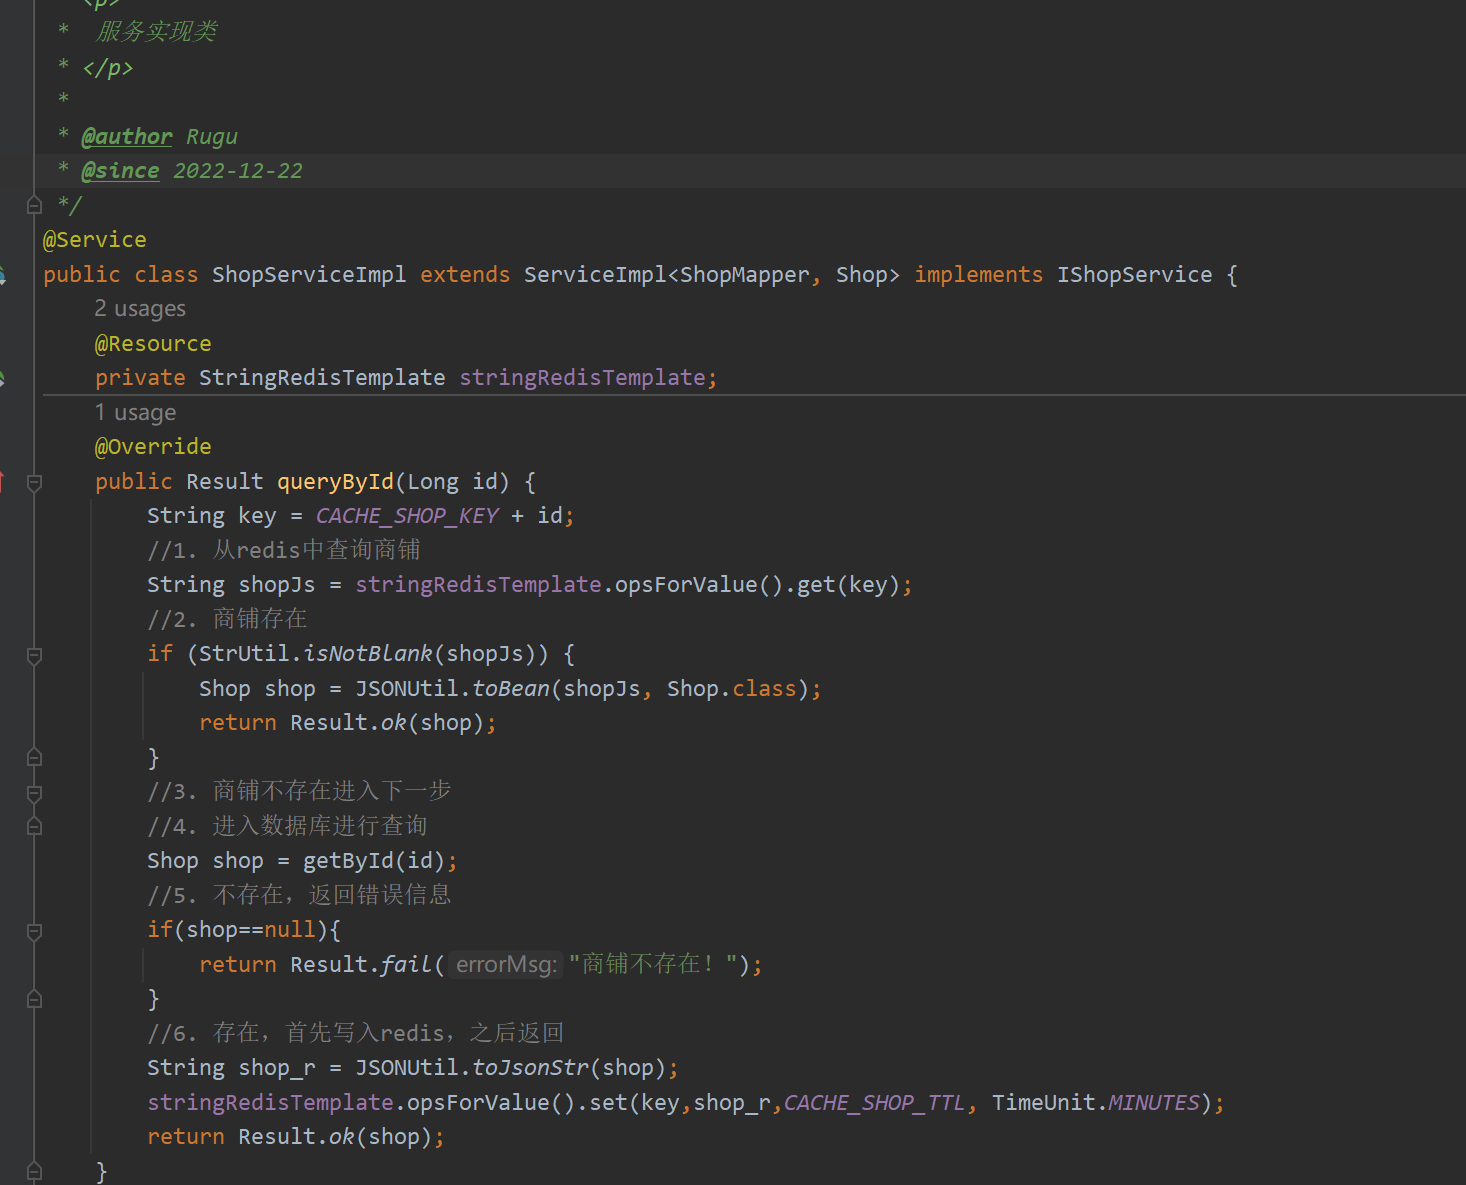 <p>
* 服务实现类
* </p>
*
* @author Rugu
* @since 2022-12-22
*/
@Service
public class ShopServiceImpl extends ServiceImpl<ShopMapper, Shop> implements IShopService {
2 usages
@Resource
private StringRedisTemplate stringRedisTemplate;
1 usage
@Override
public Result queryById(Long id) {
String key = CACHE_SHOP_KEY + id;
//1. 从redis中查询商铺
String shopJs = stringRedisTemplate.opsForValue().get(key);
//2. 商铺存在
if (StrUtil.isNotBlank(shopJs)) {
Shop shop = JSONUtil.toBean(shopJs, Shop.class);
return Result.ok(shop);
}
//3. 商铺不存在进入下一步
//4. 进入数据库进行查询
Shop shop = getById(id);
//5. 不存在，返回错误信息
if(shop==null){
return Result.fail( errorMsg: "商铺不存在！");
}
//6. 存在，首先写入redis，之后返回
String shop_r = JSONUtil.toJsonStr(shop);
stringRedisTemplate.opsForValue().set(key,shop_r,CACHE_SHOP_TTL, TimeUnit.MINUTES);
return Result.ok(shop);
}